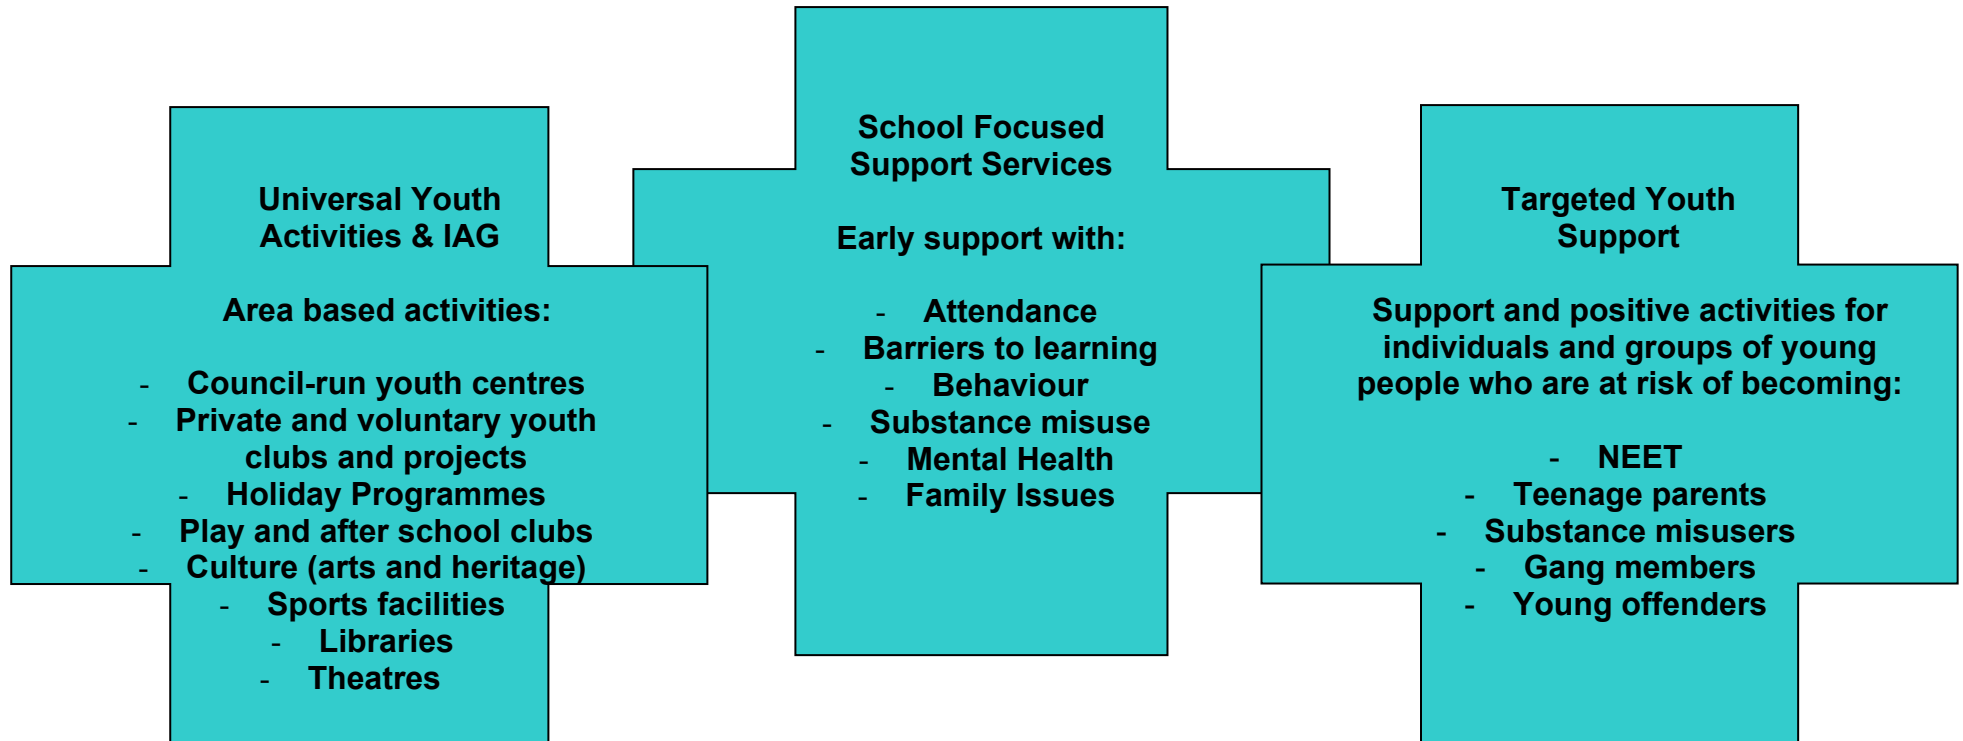 Universal Youth
Activities & IAG
Area based activities:
- Council-run youth centres
- Private and voluntary youth
clubs and projects
- Holiday Programmes
- Play and after school clubs
- Culture (arts and heritage)
- Sports facilities
- Libraries
- Theatres
School Focused
Support Services
Early support with:
- Attendance
- Barriers to learning
- Behaviour
- Substance misuse
- Mental Health
- Family Issues
Targeted Youth
Support
Support and positive activities for
individuals and groups of young
people who are at risk of becoming:
- NEET
- Teenage parents
- Substance misusers
- Gang members
- Young offenders